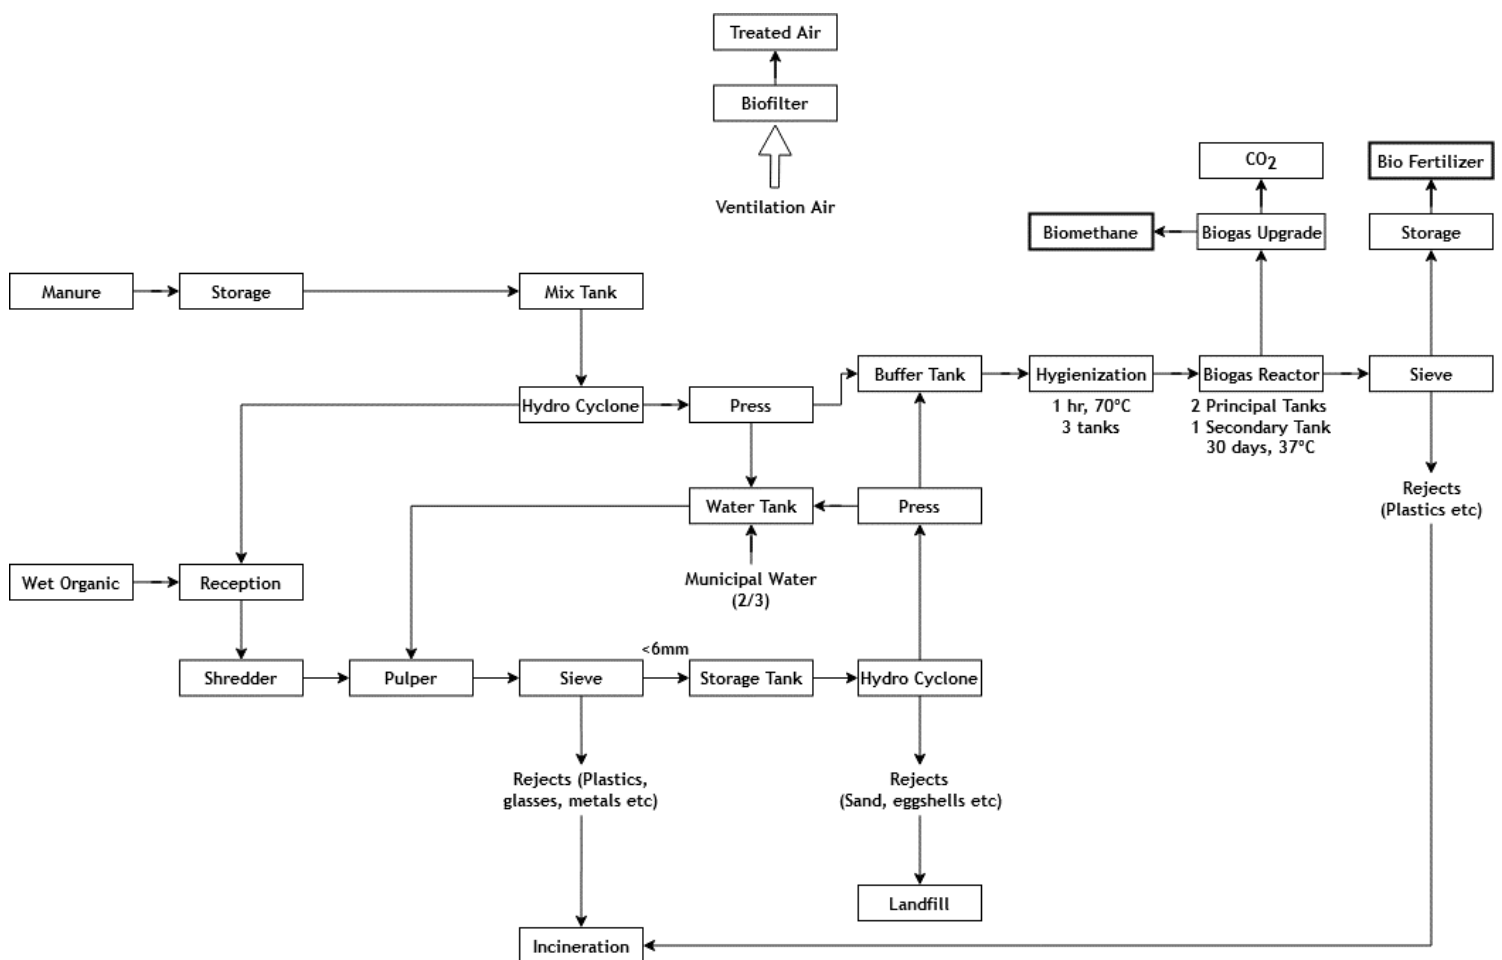 Treated Air
Biofilter
Ventilation Air
CO2
Bio Fertilizer
Biomethane
Biogas Upgrade
Storage
Manure
Storage
Mix Tank
Buffer Tank
Hygienization
Biogas Reactor
Sieve
Hydro Cyclone
Press
1 hr, 70ºC
3 tanks
2 Principal Tanks
1 Secondary Tank
30 days, 37ºC
Water Tank
Press
Rejects
(Plastics etc)
Wet Organic
Reception
Municipal Water
(2/3)
Shredder
Pulper
Sieve
<6mm
Storage Tank
Hydro Cyclone
Rejects (Plastics,
glasses, metals etc)
Rejects
(Sand, eggshells etc)
Landfill
Incineration